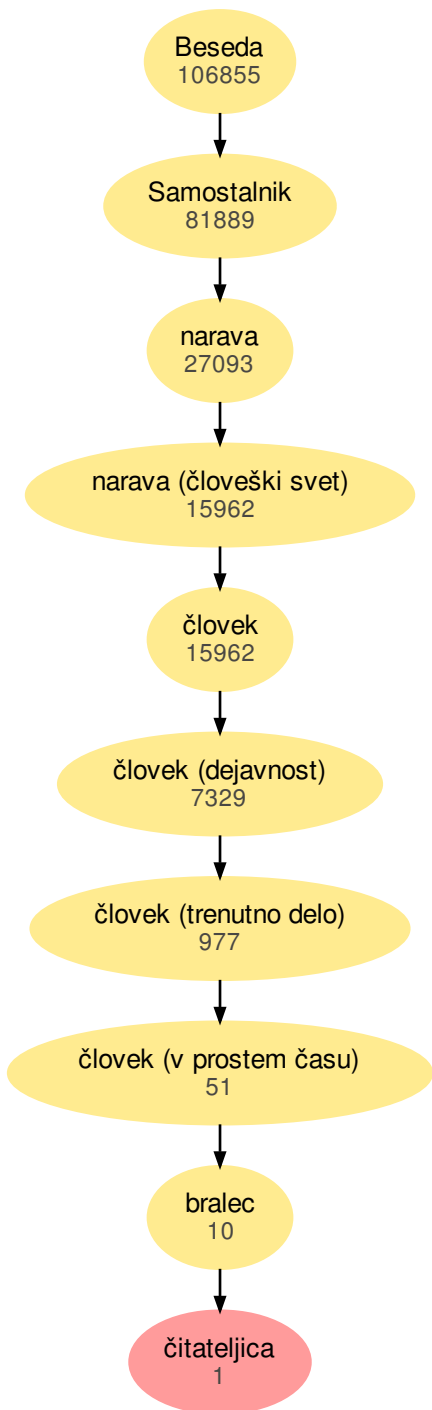 Beseda
106855
Samostalnik
81889
narava
27093
narava (človeški svet)
15962
človek
15962
človek (dejavnost)
7329
človek (trenutno delo)
977
človek (v prostem času)
51
bralec
10
čitateljica
1